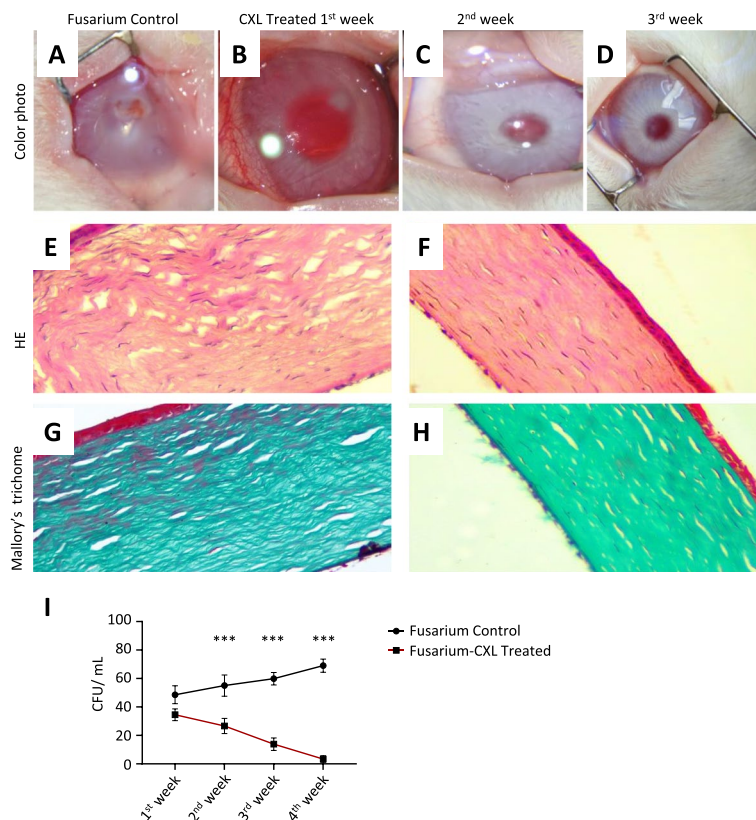 Fusarium Control
CXL Treated 1st week
2nd week
3rd week
Color photo
A
B
C
D
HE
E
F
Mallory's trichome
G
H
I
CFU/ mL
100
80
60
40
20
0
***
***
***
1st week
2nd week
3rd week
4th week
Fusarium Control
Fusarium-CXL Treated